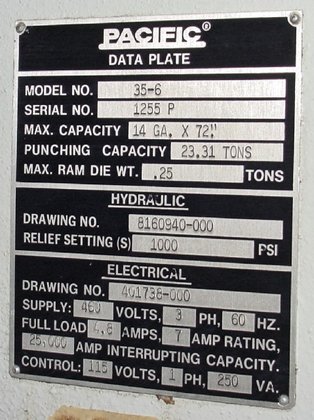 PACIFIC®
DATA PLATE
MODEL NO. 35-6
SERIAL NO. 1255 P
MAX. CAPACITY 14 GA. X 72"
PUNCHING CAPACITY 23.31 TONS
MAX. RAM DIE WT. .25 TONS
HYDRAULIC
DRAWING NO. 8160940-000
RELIEF SETTING(S) 1000 PSI
ELECTRICAL
DRAWING NO. 401738-000
SUPPLY: 460 VOLTS, 3 PH, 60 HZ.
FULL LOAD 4.8 AMPS, 7 AMP RATING,
25,000 AMP INTERRUPTING CAPACITY.
CONTROL: 115 VOLTS, 1 PH, 250 VA.